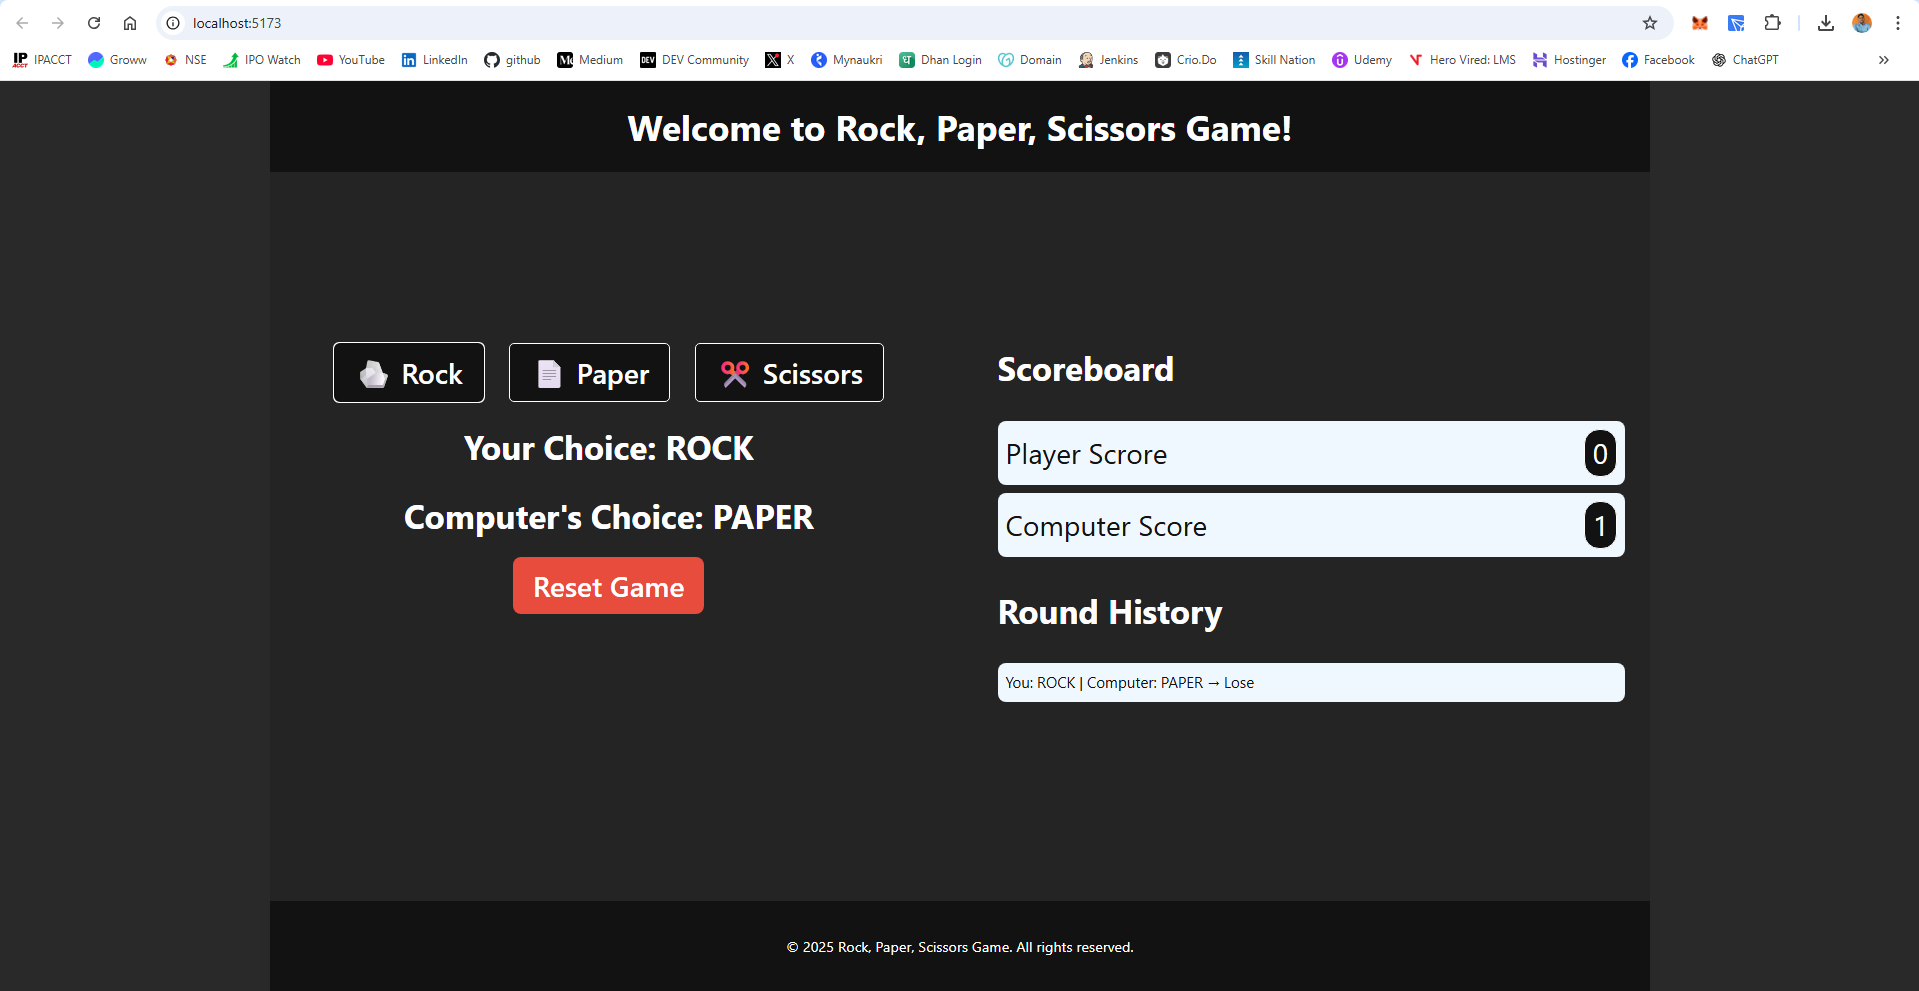 localhost:5173
IPACCT Groww NSE IPO Watch YouTube LinkedIn github Medium DEV Community X Mynaukri Dhan Login Domain Jenkins Crio.Do Skill Nation Udemy Hero Vired: LMS Hostinger Facebook ChatGPT
Welcome to Rock, Paper, Scissors Game!
Rock Paper Scissors
Your Choice: ROCK
Computer's Choice: PAPER
Reset Game
Scoreboard
Player Scrore 0
Computer Score 1
Round History
You: ROCK | Computer: PAPER → Lose
© 2025 Rock, Paper, Scissors Game. All rights reserved.